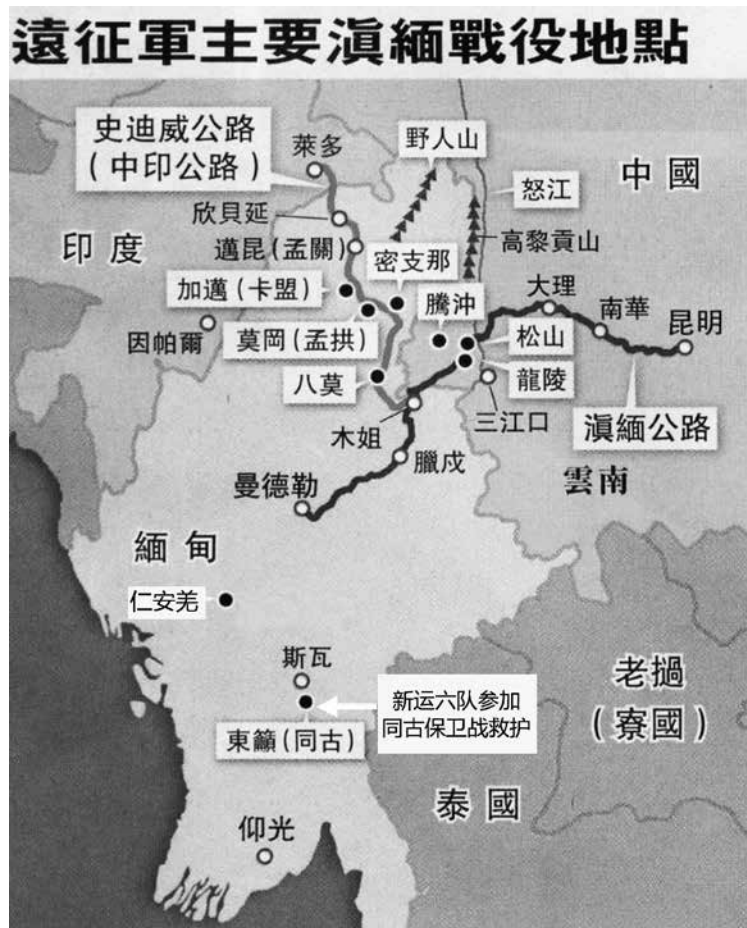 遠征軍主要滇緬戰役地點
史迪威公路
(中印公路)
萊多
野人山
中國
怒江
欣貝延
高黎貢山
印度
邁昆(孟關)
密支那
加邁(卡盟)
騰沖
大理
南華
昆明
因帕爾
莫岡(孟拱)
松山
八莫
龍陵
木姐
三江口
滇緬公路
臘戍
雲南
曼德勒
緬甸
仁安羌
斯瓦
老撾
(寮國)
新运六队参加
同古保卫战救护
東籲(同古)
泰國
仰光